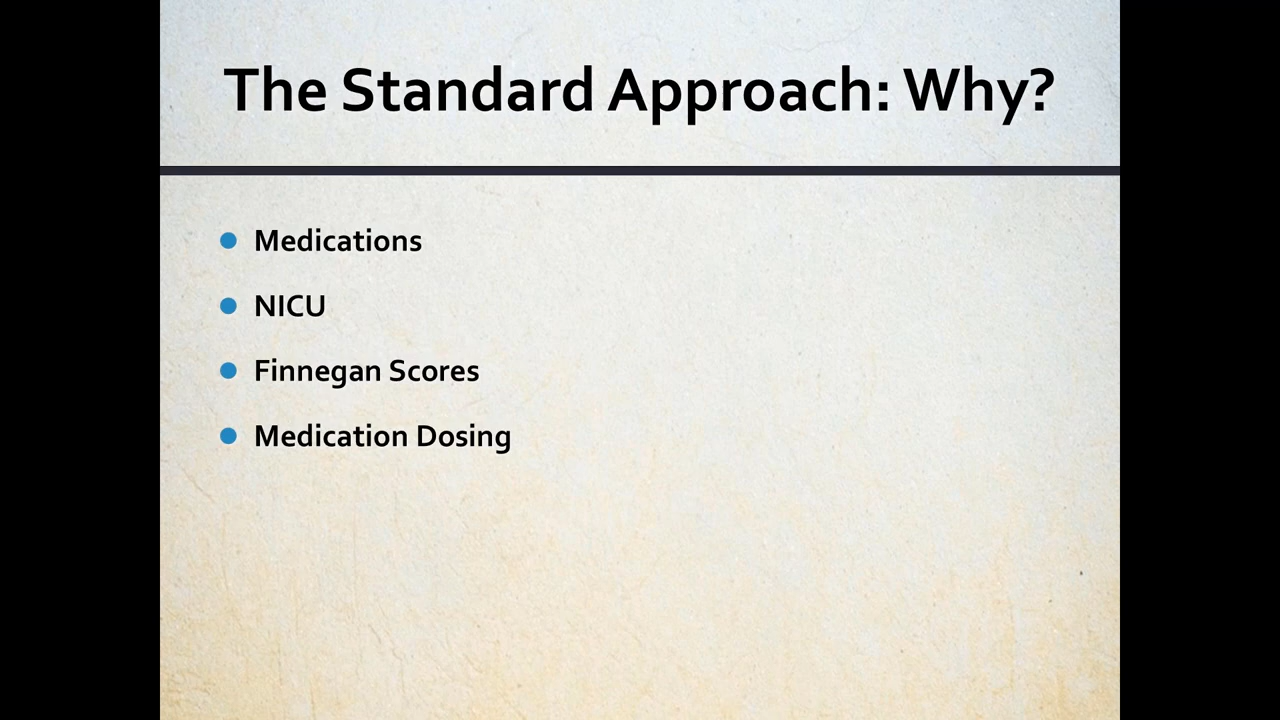 The Standard Approach: Why?
Medications
NICU
Finnegan Scores
Medication Dosing